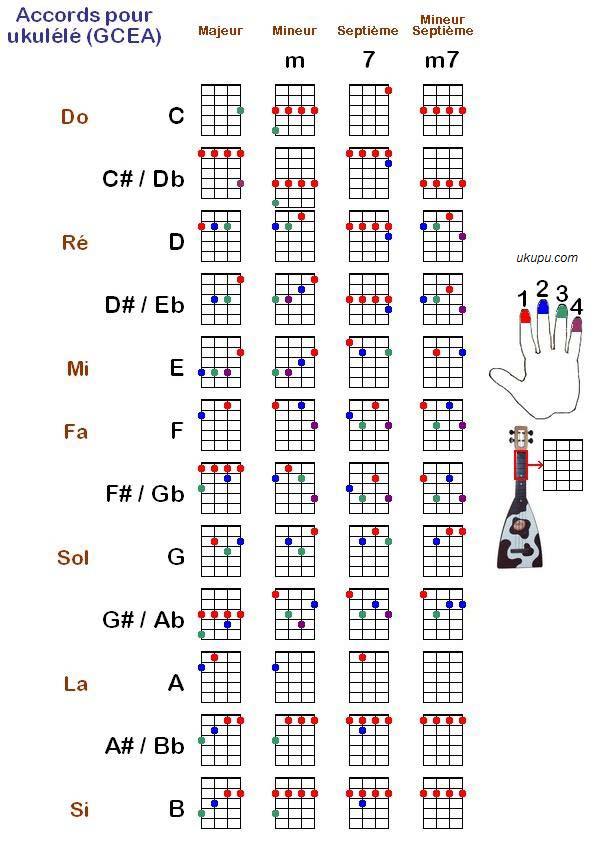 Accords pour
ukulélé (GCEA)
Majeur
Mineur
Septième
Mineur
Septième
m
7
m7
Do C
C# / Db
Ré D
D# / Eb
Mi E
Fa F
F# / Gb
Sol G
G# / Ab
La A
A# / Bb
Si B
ukupu.com
1 2 3 4